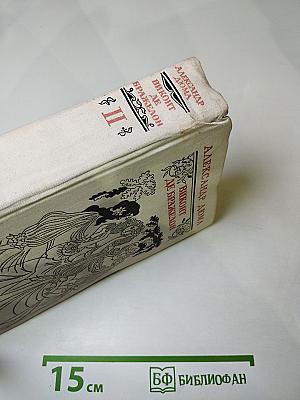 АЛЕКСАНДР
ДЮМА
ВИКОНТ
ДЕ
БРАЖЕЛОН
II
АЛЕКСАНДР ДЮМА
ВИКОНТ
ДЕ БРАЖЕЛОН
15 см
БФ БИБЛИОФАН